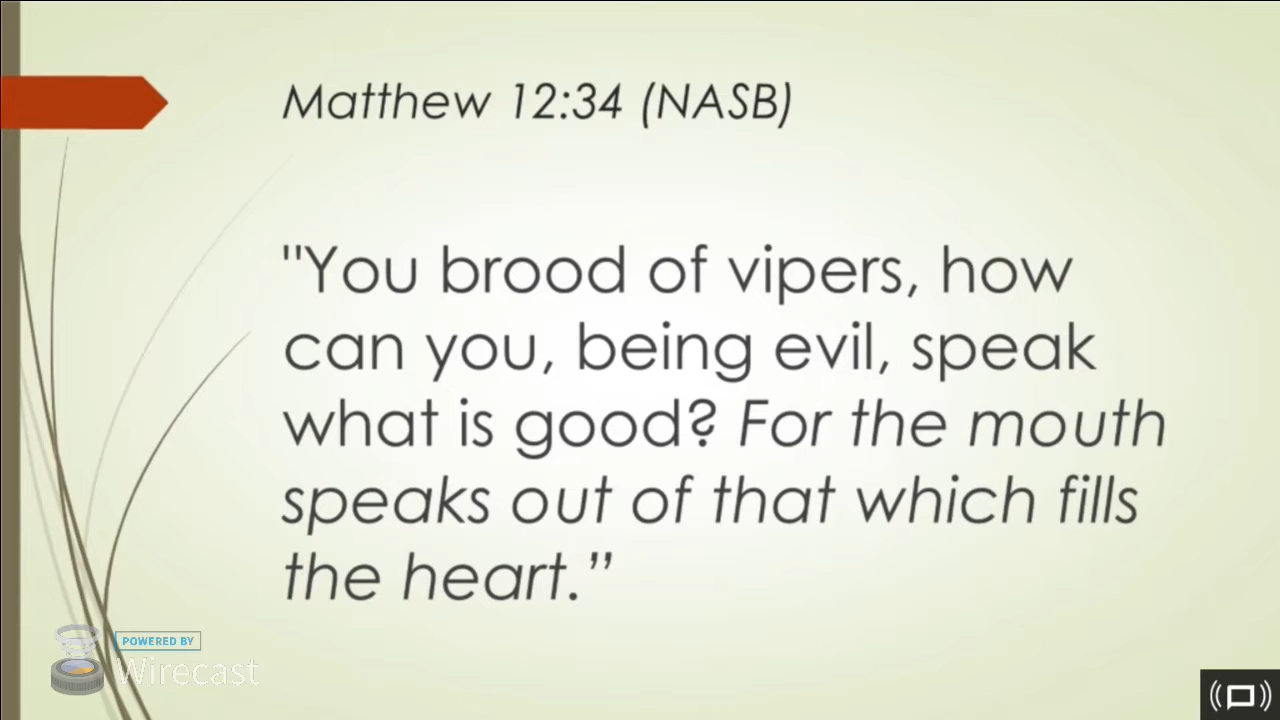 Matthew 12:34 (NASB)
"You brood of vipers, how
can you, being evil, speak
what is good? For the mouth
speaks out of that which fills
the heart.”
POWERED BY
Wirecast